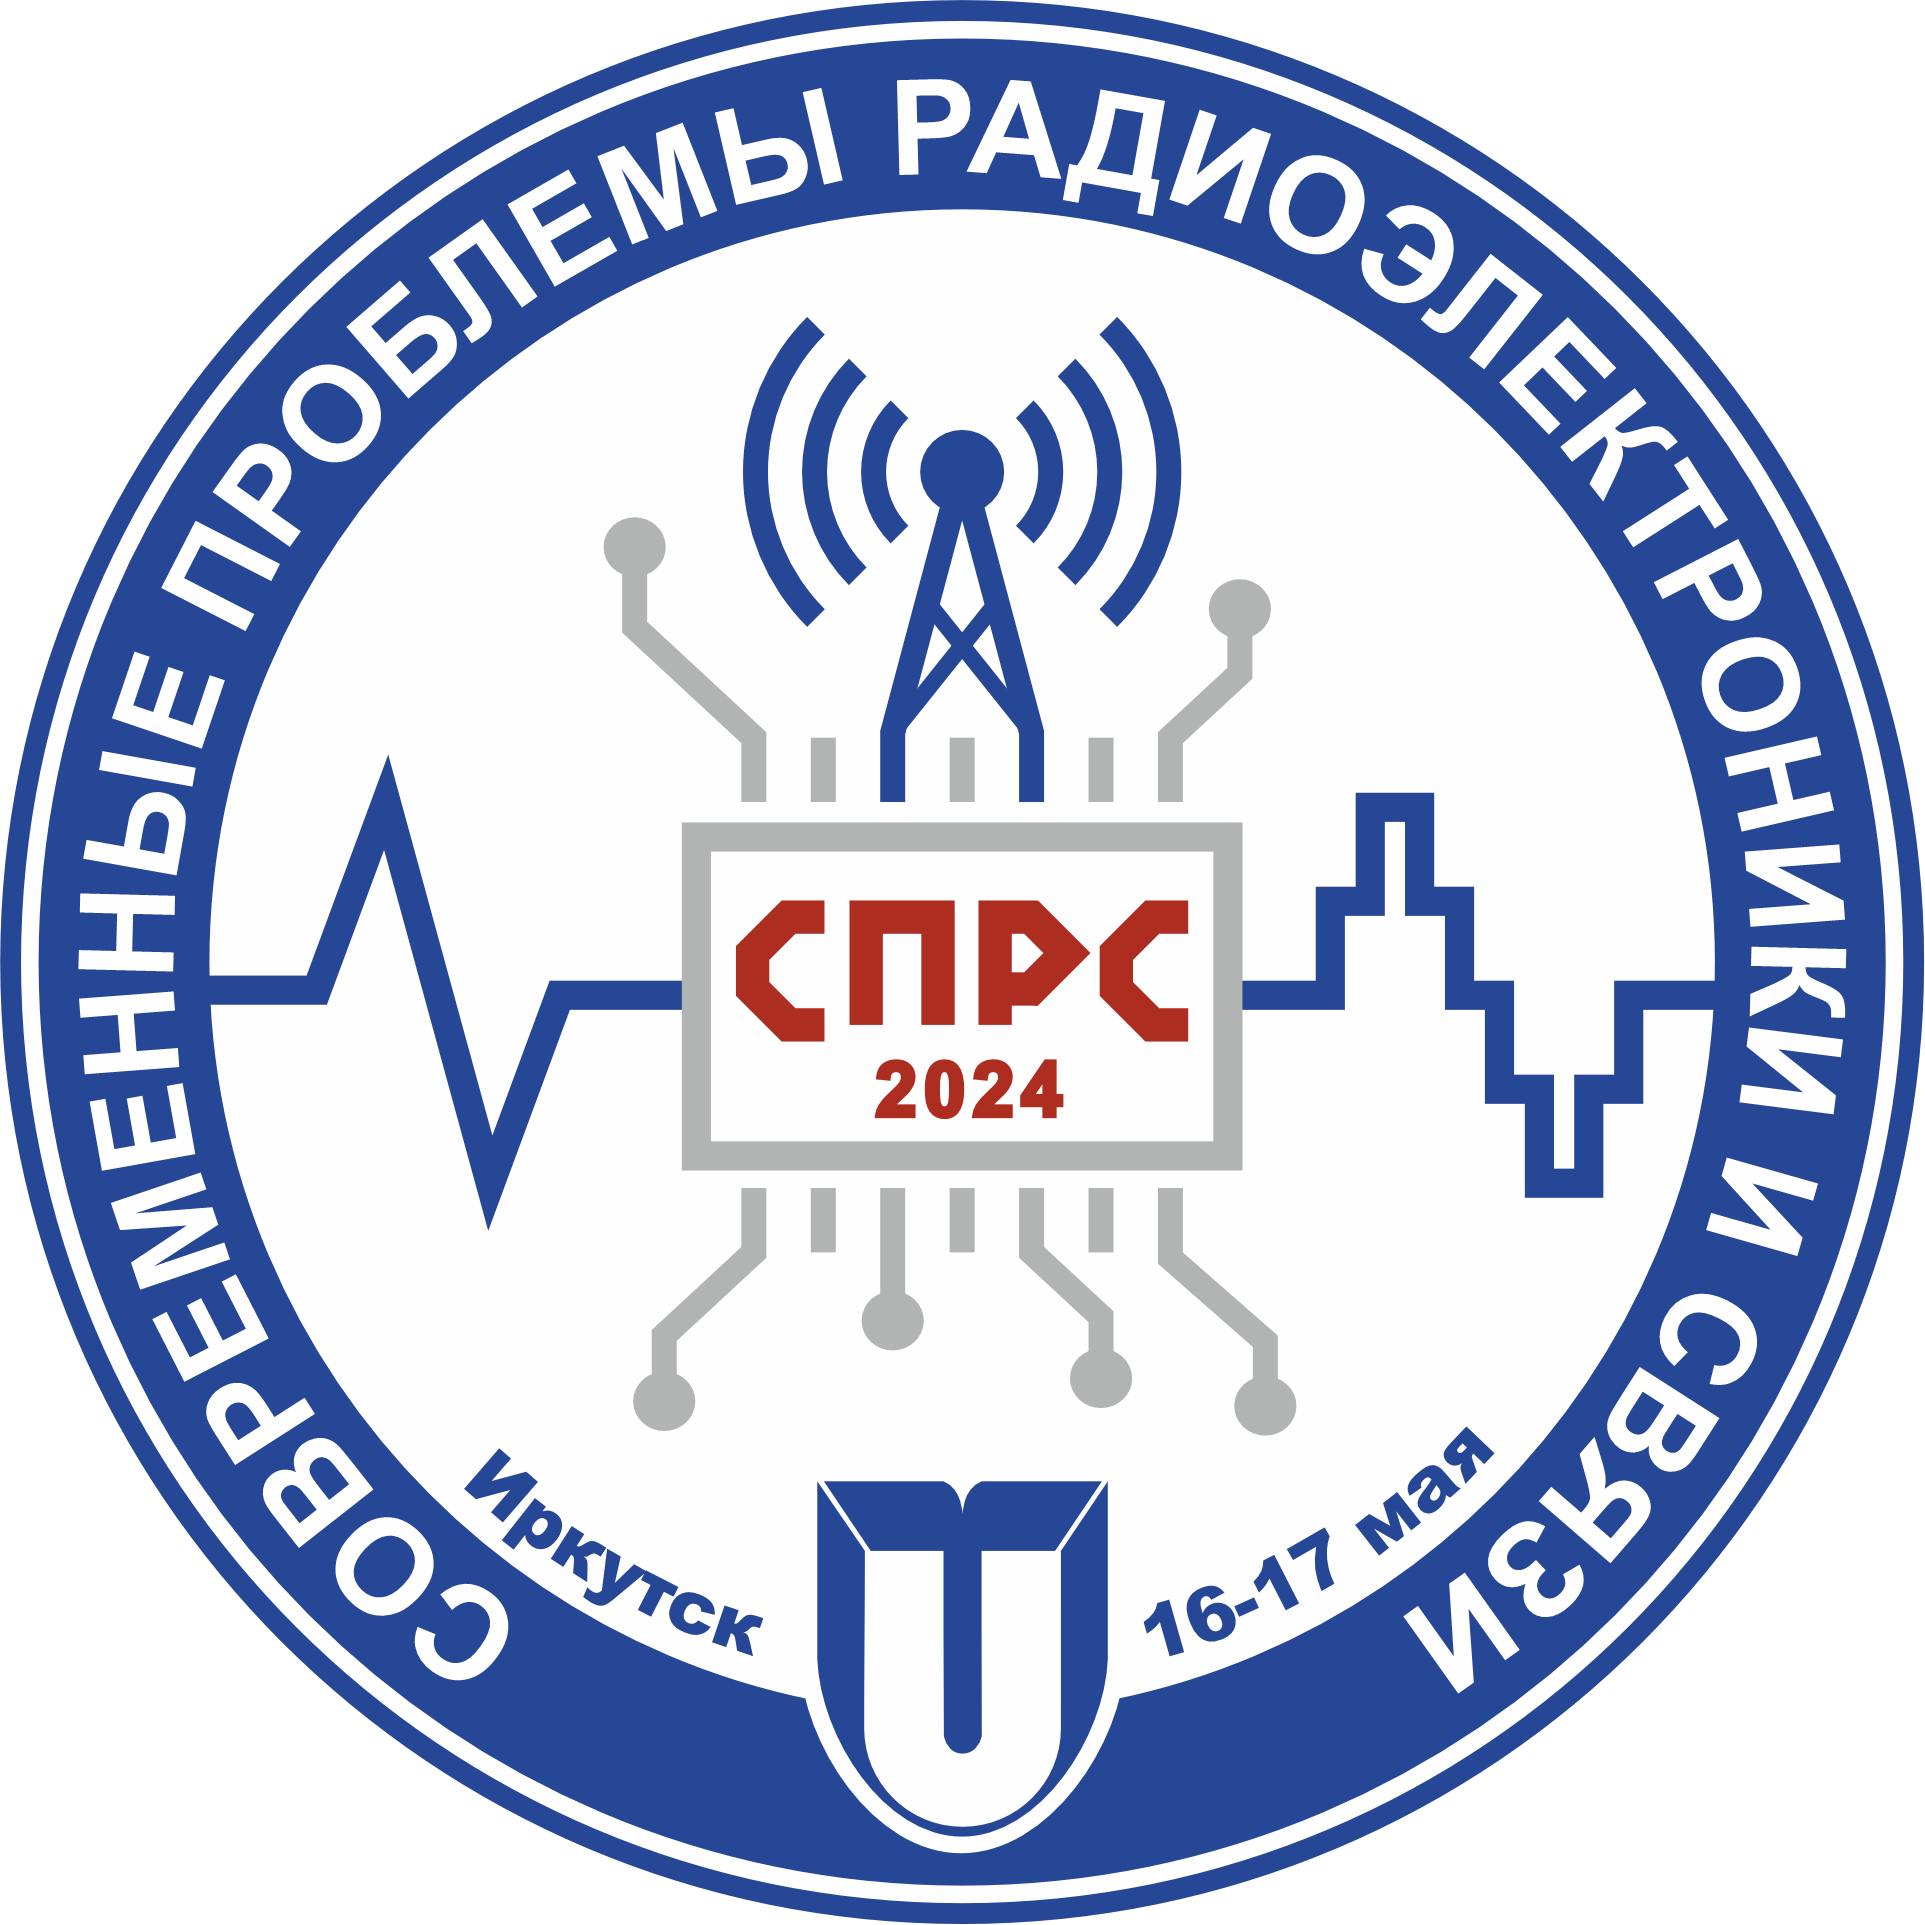 СОВРЕМЕННЫЕ ПРОБЛЕМЫ РАДИОЭЛЕКТРОНИКИ И СВЯЗИ
СПРС
2024
Иркутск
16-17 мая